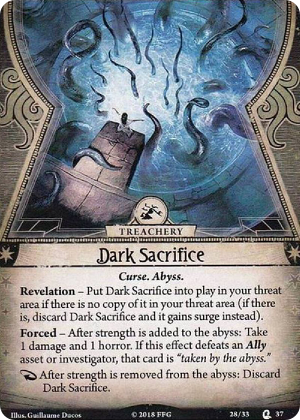 TREACHERY
Dark Sacrifice
Curse. Abyss.
Revelation – Put Dark Sacrifice into play in your threat
area if there is no copy of it in your threat area (if there
is, discard Dark Sacrifice and it gains surge instead).
Forced – After strength is added to the abyss: Take
1 damage and 1 horror. If this effect defeats an Ally
asset or investigator, that card is "taken by the abyss."
After strength is removed from the abyss: Discard
Dark Sacrifice.
Illus. Guillaume Ducos
© 2018 FFG
28/33
37